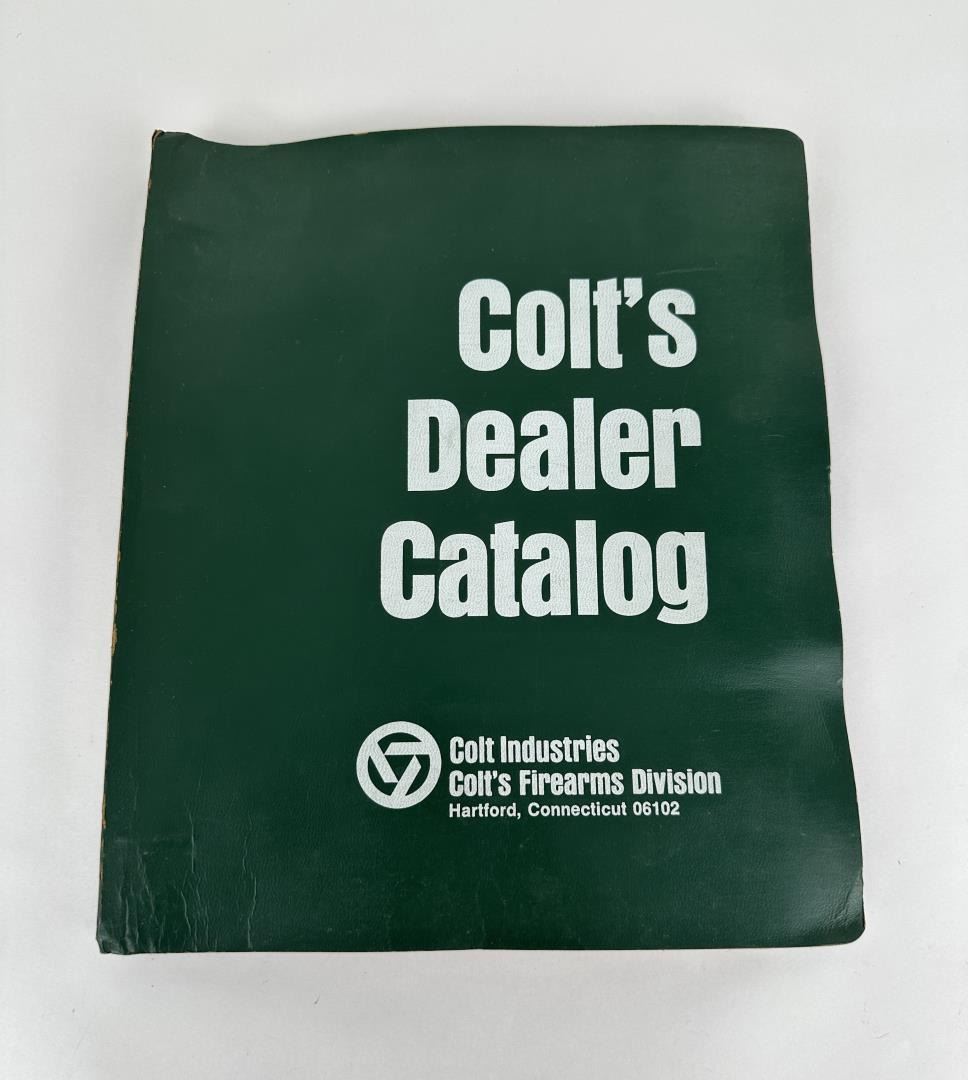 Colt's
Dealer
Catalog
Colt Industries
Colt's Firearms Division
Hartford, Connecticut 06102